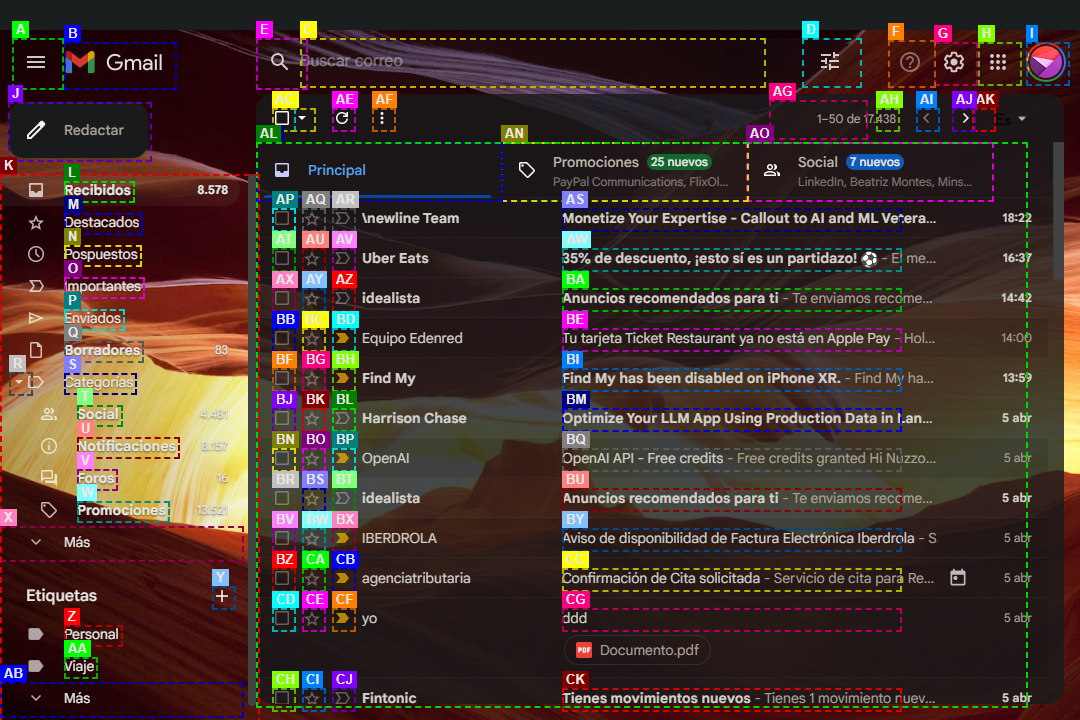 A
B
E
C
D
F
G
H
I
Gmail
Buscar correo
J
Redactar
AC
AE
AF
AG
AH
AI
AJ
AK
1–50 de 17.438
Es
K
AL
AN
AO
Principal
Promociones 25 nuevos
PayPal Communications, FlixOl...
Social 7 nuevos
LinkedIn, Beatriz Montes, Mins...
L
Recibidos 8.578
M
Destacados
N
Pospuestos
O
Importantes
P
Enviados
Q
Borradores 83
R
S
Categorías
T
Social 4.481
U
Notificaciones 8.157
V
Foros 16
W
Promociones 13.521
X
Más
Y
Etiquetas
Z
Personal
AA
Viaje
AB
Más
AP AQ AR AS
\newline Team Monetize Your Expertise - Callout to AI and ML Vetera... 18:22
AT AU AV AW
Uber Eats 35% de descuento, ¡esto sí es un partidazo! ⚽ - El me... 16:37
AX AY AZ BA
idealista Anuncios recomendados para ti - Te enviamos recome... 14:42
BB BC BD BE
Equipo Edenred Tu tarjeta Ticket Restaurant ya no está en Apple Pay - Hol... 14:00
BF BG BH BI
Find My Find My has been disabled on iPhone XR. - Find My ha... 13:59
BJ BK BL BM
Harrison Chase Optimize Your LLM App Using Production Data in Lan... 5 abr
BN BO BP BQ
OpenAI OpenAI API - Free credits - Free credits granted Hi Nuzzo... 5 abr
BR BS BT BU
idealista Anuncios recomendados para ti - Te enviamos recome... 5 abr
BV BW BX BY
IBERDROLA Aviso de disponibilidad de Factura Electrónica Iberdrola - S 5 abr
BZ CA CB CC
agenciatributaria Confirmación de Cita solicitada - Servicio de cita para Re... 5 abr
CD CE CF CG
yo ddd 5 abr
PDF Documento.pdf
CH CI CJ CK
Fintonic Tienes movimientos nuevos - Tienes 1 movimiento nuev... 5 abr